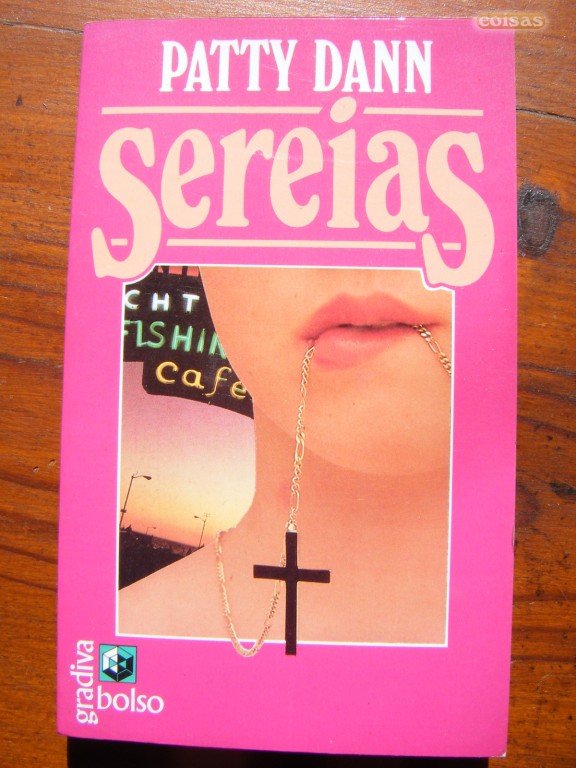 coisas
PATTY DANN
sereias
CHT
FISHIN
Cafe
gradiva
bolso